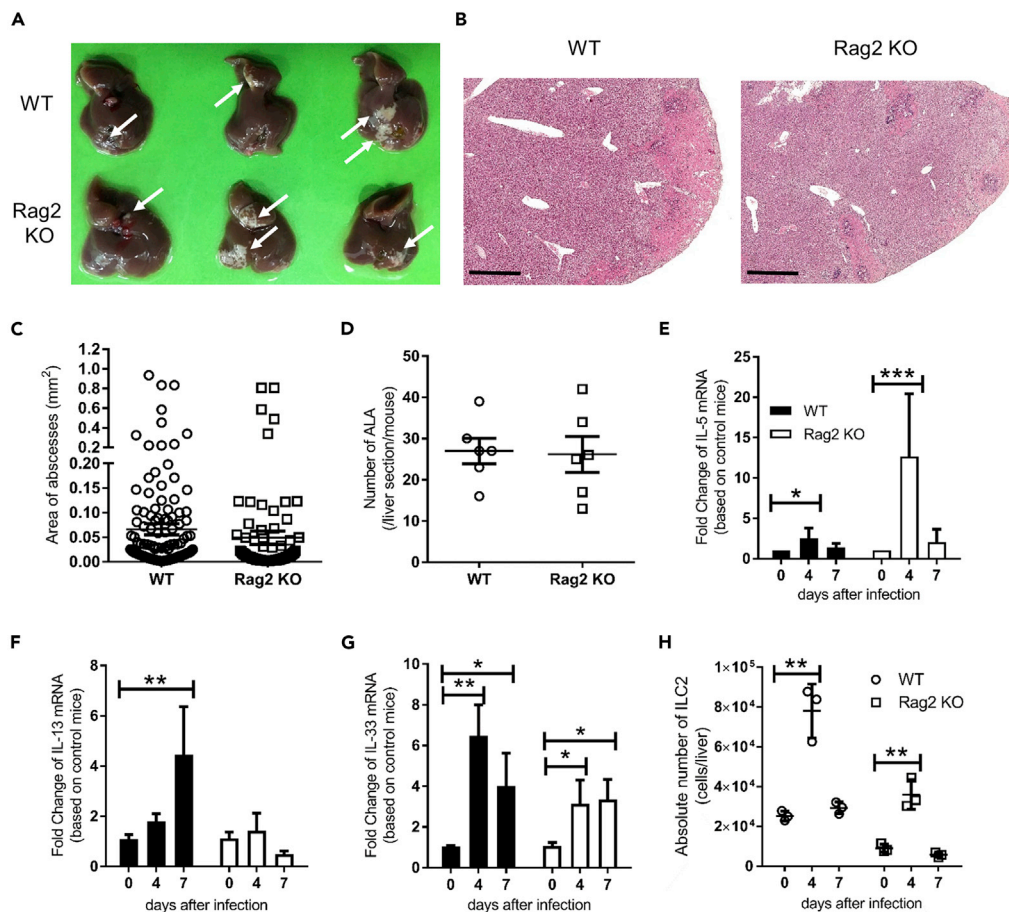 A
WT
Rag2
KO
B
WT
Rag2 KO
C
Area of abscesses (mm²)
1.2
1.0
0.8
0.6
0.4
0.2
0.20
0.15
0.10
0.05
0.00
WT
Rag2 KO
D
Number of ALA
(/liver section/mouse)
50
40
30
20
10
0
WT
Rag2 KO
E
Fold Change of IL-5 mRNA
(based on control mice)
25
20
15
10
5
0
WT
Rag2 KO
*
***
0 4 7 0 4 7
days after infection
F
Fold Change of IL-13 mRNA
(based on control mice)
8
6
4
2
0
**
0 4 7 0 4 7
days after infection
G
Fold Change of IL-33 mRNA
(based on control mice)
10
8
6
4
2
0
*
**
*
*
0 4 7 0 4 7
days after infection
H
Absolute number of ILC2
(cells/liver)
1×10⁵
8×10⁴
6×10⁴
4×10⁴
2×10⁴
0
**
**
WT
Rag2 KO
0 4 7 0 4 7
days after infection